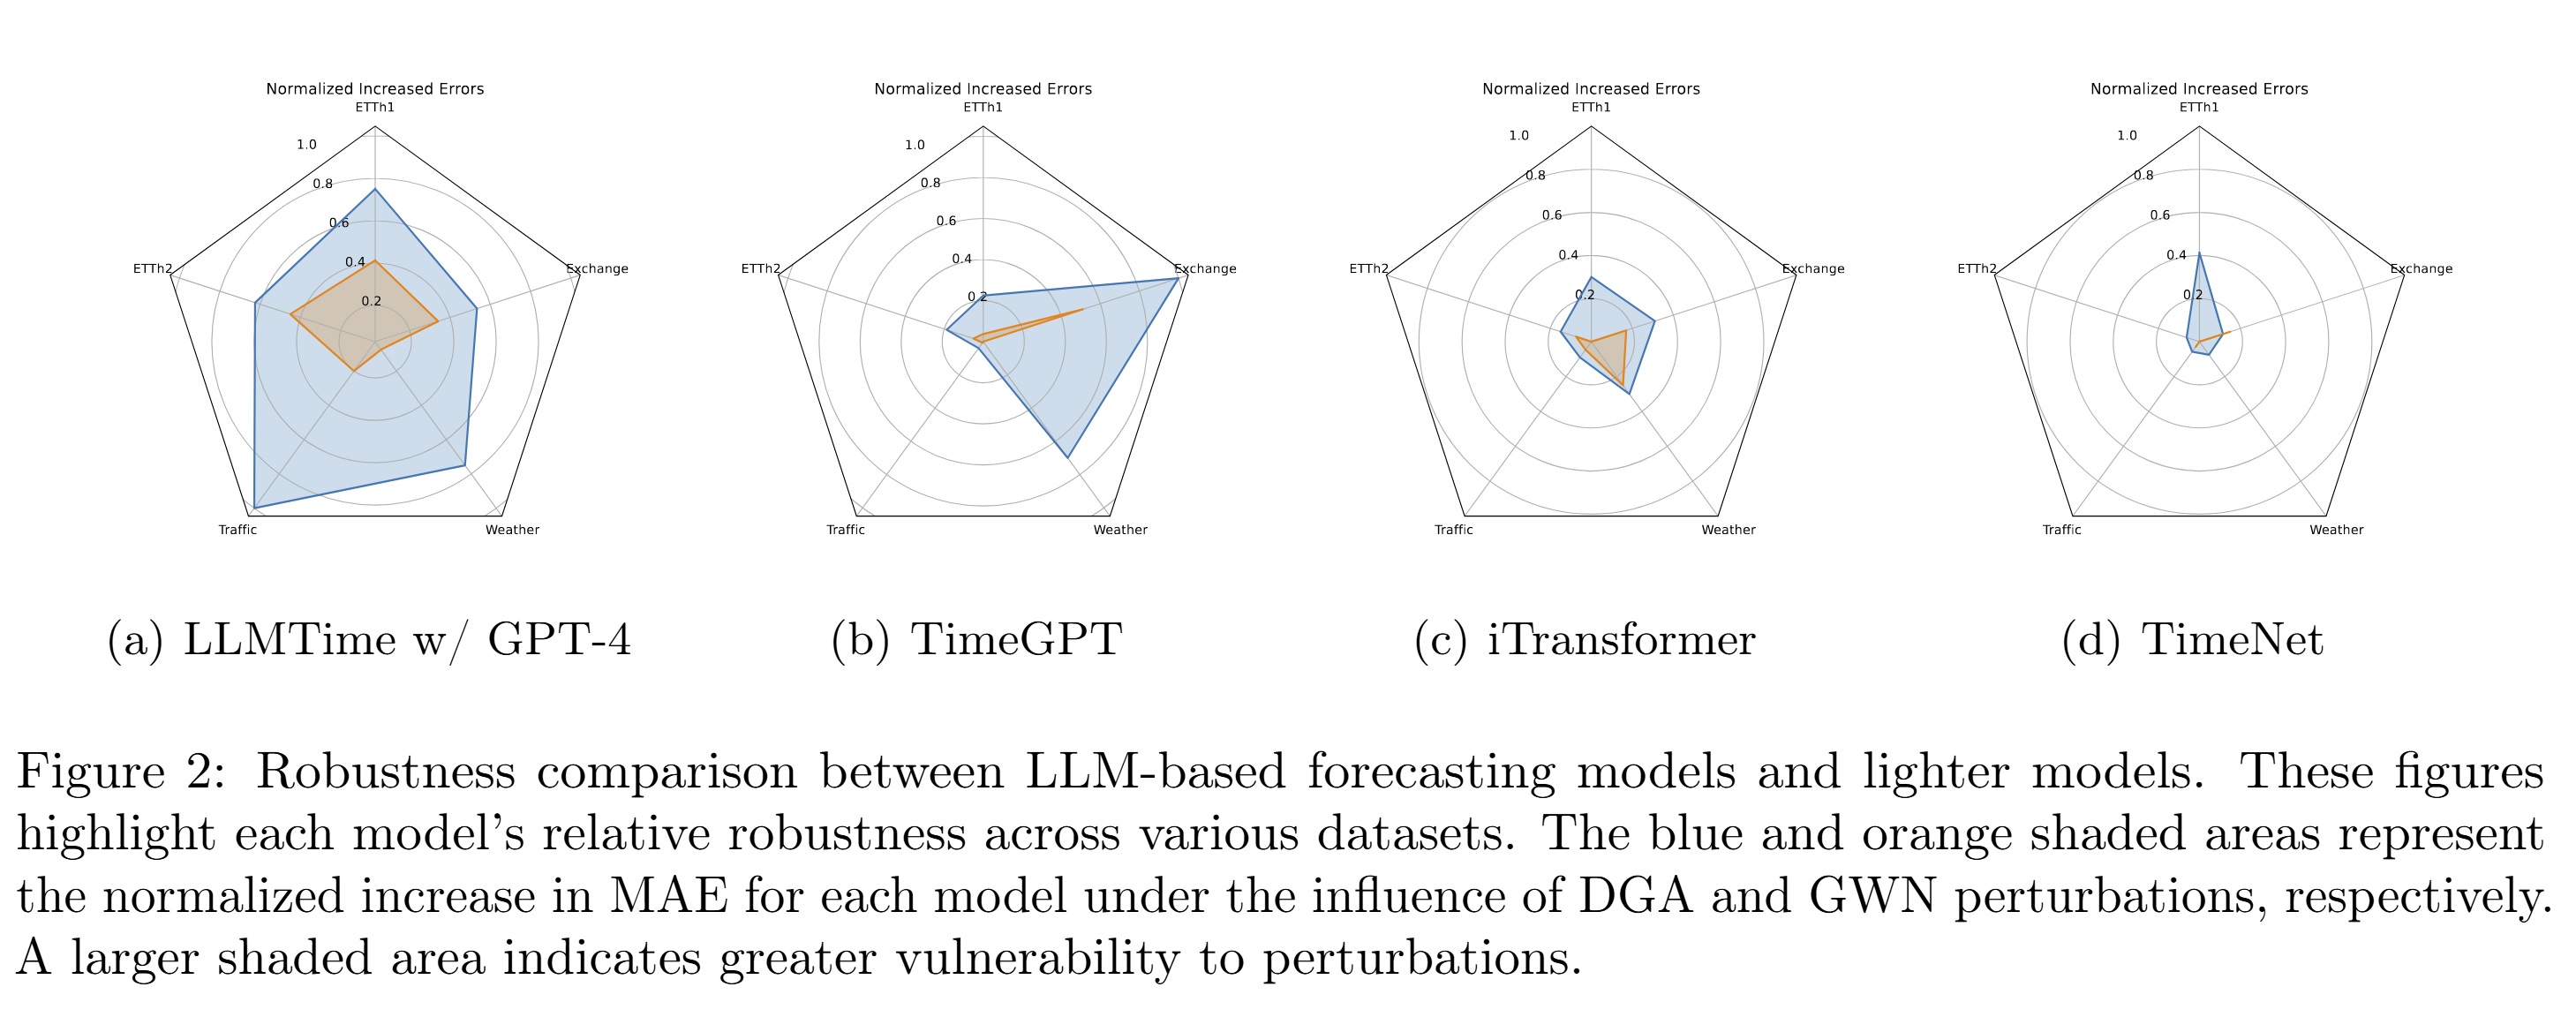 Normalized Increased Errors
ETTh1
1.0
0.8
0.6
0.4
0.2
ETTh2
Exchange
Traffic
Weather
(a) LLMTime w/ GPT-4
Normalized Increased Errors
ETTh1
1.0
0.8
0.6
0.4
0.2
ETTh2
Exchange
Traffic
Weather
(b) TimeGPT
Normalized Increased Errors
ETTh1
1.0
0.8
0.6
0.4
0.2
ETTh2
Exchange
Traffic
Weather
(c) iTransformer
Normalized Increased Errors
ETTh1
1.0
0.8
0.6
0.4
0.2
ETTh2
Exchange
Traffic
Weather
(d) TimeNet
Figure 2: Robustness comparison between LLM-based forecasting models and lighter models. These figures
highlight each model's relative robustness across various datasets. The blue and orange shaded areas represent
the normalized increase in MAE for each model under the influence of DGA and GWN perturbations, respectively.
A larger shaded area indicates greater vulnerability to perturbations.